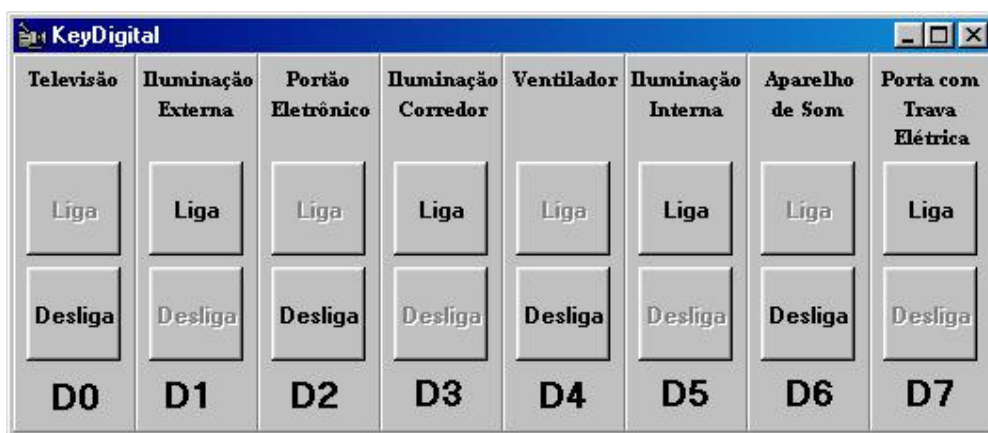 KeyDigital
Televisão
Iluminação
Externa
Portão
Eletrônico
Iluminação
Corredor
Ventilador
Iluminação
Interna
Aparelho
de Som
Porta com
Trava
Elétrica
Liga
Liga
Liga
Liga
Liga
Liga
Liga
Liga
Desliga
Desliga
Desliga
Desliga
Desliga
Desliga
Desliga
Desliga
D0
D1
D2
D3
D4
D5
D6
D7